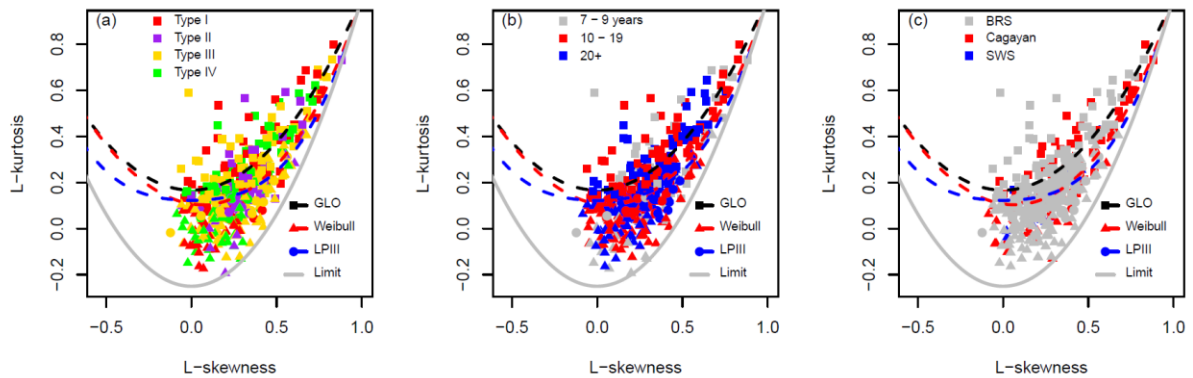 (a)
Type I
Type II
Type III
Type IV
GLO
Weibull
LPIII
Limit
L−kurtosis
0.8
0.6
0.4
0.2
0.0
−0.2
−0.5
0.0
0.5
1.0
L−skewness
(b)
7 − 9 years
10 − 19
20+
GLO
Weibull
LPIII
Limit
L−kurtosis
0.8
0.6
0.4
0.2
0.0
−0.2
−0.5
0.0
0.5
1.0
L−skewness
(c)
BRS
Cagayan
SWS
GLO
Weibull
LPIII
Limit
L−kurtosis
0.8
0.6
0.4
0.2
0.0
−0.2
−0.5
0.0
0.5
1.0
L−skewness